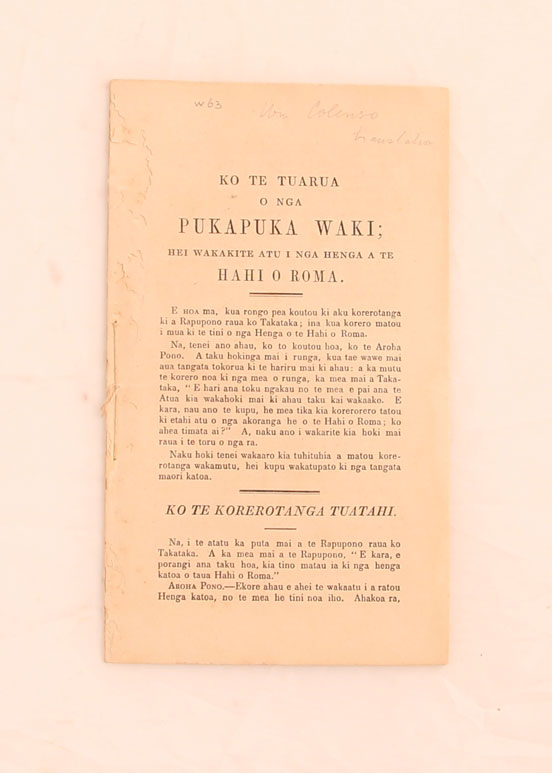 W63
Wm Colenso
translator
KO TE TUARUA
O NGA
PUKAPUKA WAKI;
HEI WAKAKITE ATU I NGA HENGA A TE
HAHI O ROMA.
E HOA ma, kua rongo pea koutou ki aku korerotanga
ki a Rapupono raua ko Takataka; ina kua korero matou
i mua ki te tini o nga Henga o te Hahi o Roma.
Na, tenei ano ahau, ko to koutou hoa, ko te Aroha
Pono. A taku hokinga mai i runga, kua tae wawe mai
aua tangata tokorua ki te hariru mai ki ahau: a ka mutu
te korero noa ki nga mea o runga, ka mea mai a Taka-
taka, " E hari ana toku ngakau no te mea e pai ana te
Atua kia wakahoki mai ki ahau taku kai wakaako. E
kara, nau ano te kupu, he mea tika kia korerorero tatou
ki etahi atu o nga akoranga he o te Hahi o Roma; ko
ahea timata ai?" A, naku ano i wakarite kia hoki mai
raua i te toru o nga ra.
Naku hoki tenei wakaaro kia tuhituhia a matou kore-
rotanga wakamutu, hei kupu wakatupato ki nga tangata
maori katoa.
KO TE KOREROTANGA TUATAHI.
Na, i te atatu ka puta mai a te Rapupono raua ko
Takataka. A ka mea mai a te Rapupono, " E kara, e
porangi ana taku hoa, kia tino matau ia ki nga henga
katoa o taua Hahi o Roma."
AROHA PONO.—Ekore ahau e ahei te wakaatu i a ratou
Henga katoa, no te mea he tini noa iho. Ahakoa ra,